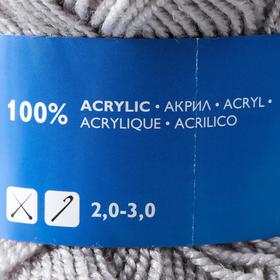 100% ACRYLIC • АКРИЛ • ACRYL •
ACRYLIQUE • ACRILICO
2,0-3,0